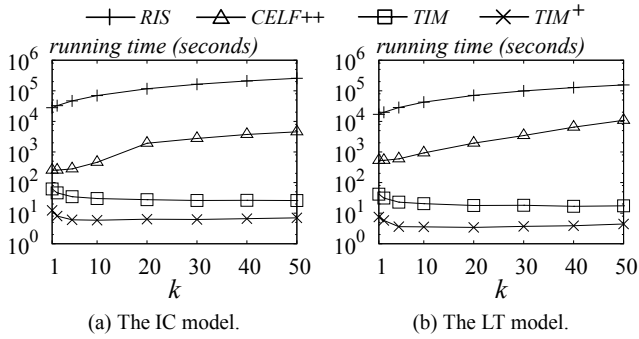 RIS CELF++ TIM TIM+
running time (seconds) running time (seconds)
10^6 10^6
10^5 10^5
10^4 10^4
10^3 10^3
10^2 10^2
10^1 10^1
10^0 10^0
1 10 20 30 40 50 1 10 20 30 40 50
k k
(a) The IC model. (b) The LT model.